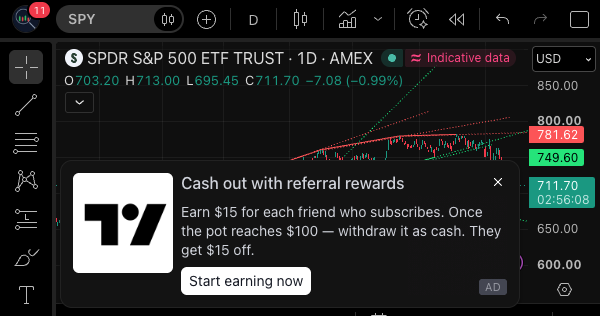 11
SPY
D
SPDR S&P 500 ETF TRUST · 1D · AMEX
Indicative data
USD
O703.20 H713.00 L695.45 C711.70 −7.08 (−0.99%)
850.00
800.00
781.62
749.60
711.70
02:56:08
650.00
600.00
Cash out with referral rewards
Earn $15 for each friend who subscribes. Once
the pot reaches $100 — withdraw it as cash. They
get $15 off.
Start earning now
AD